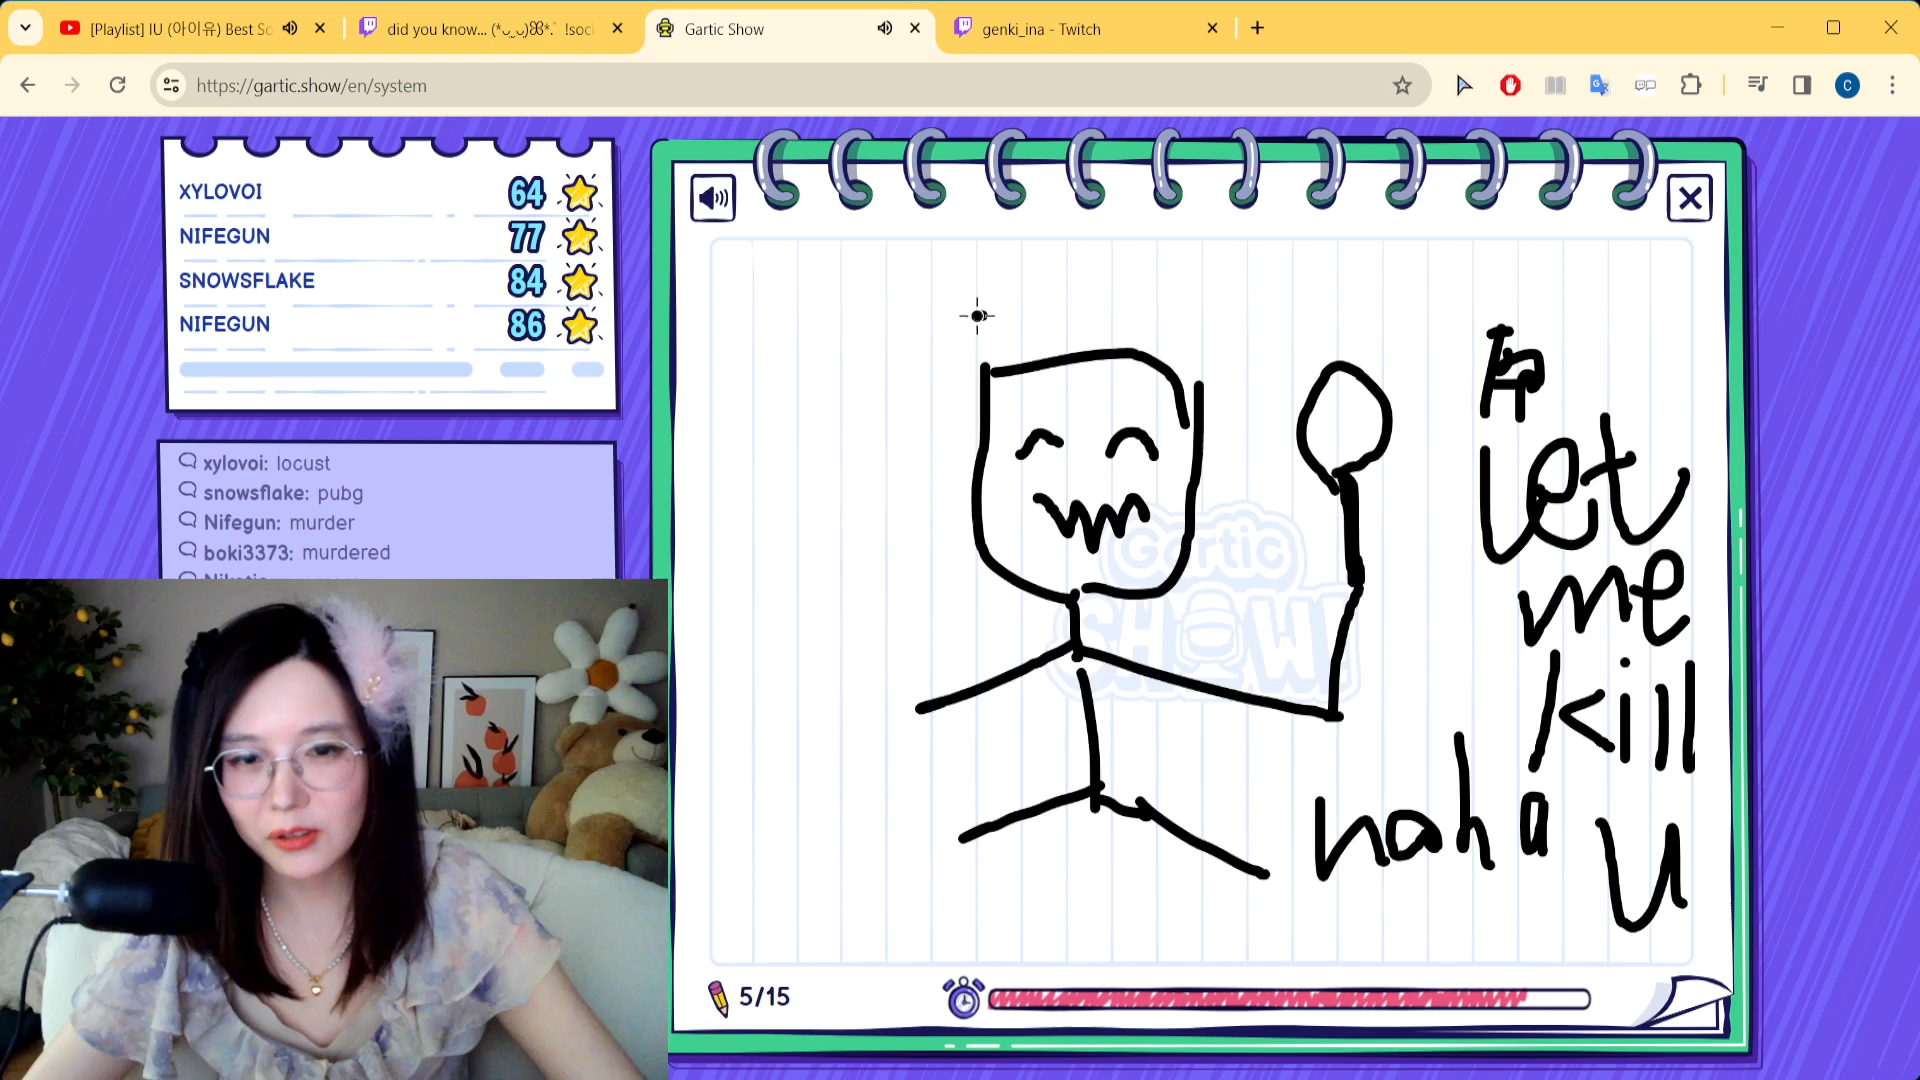 [Playlist] IU (아이유) Best So
did you know... (*ᴗ͈ˬᴗ͈)ꕤ*.ﾟ !soci
Gartic Show
genki_ina - Twitch
https://gartic.show/en/system
C
XYLOVOI 64
NIFEGUN 77
SNOWSFLAKE 84
NIFEGUN 86
xylovoi: locust
snowsflake: pubg
Nifegun: murder
boki3373: murdered
Gartic
SHOW!
let
me
kill
u
haha
5/15